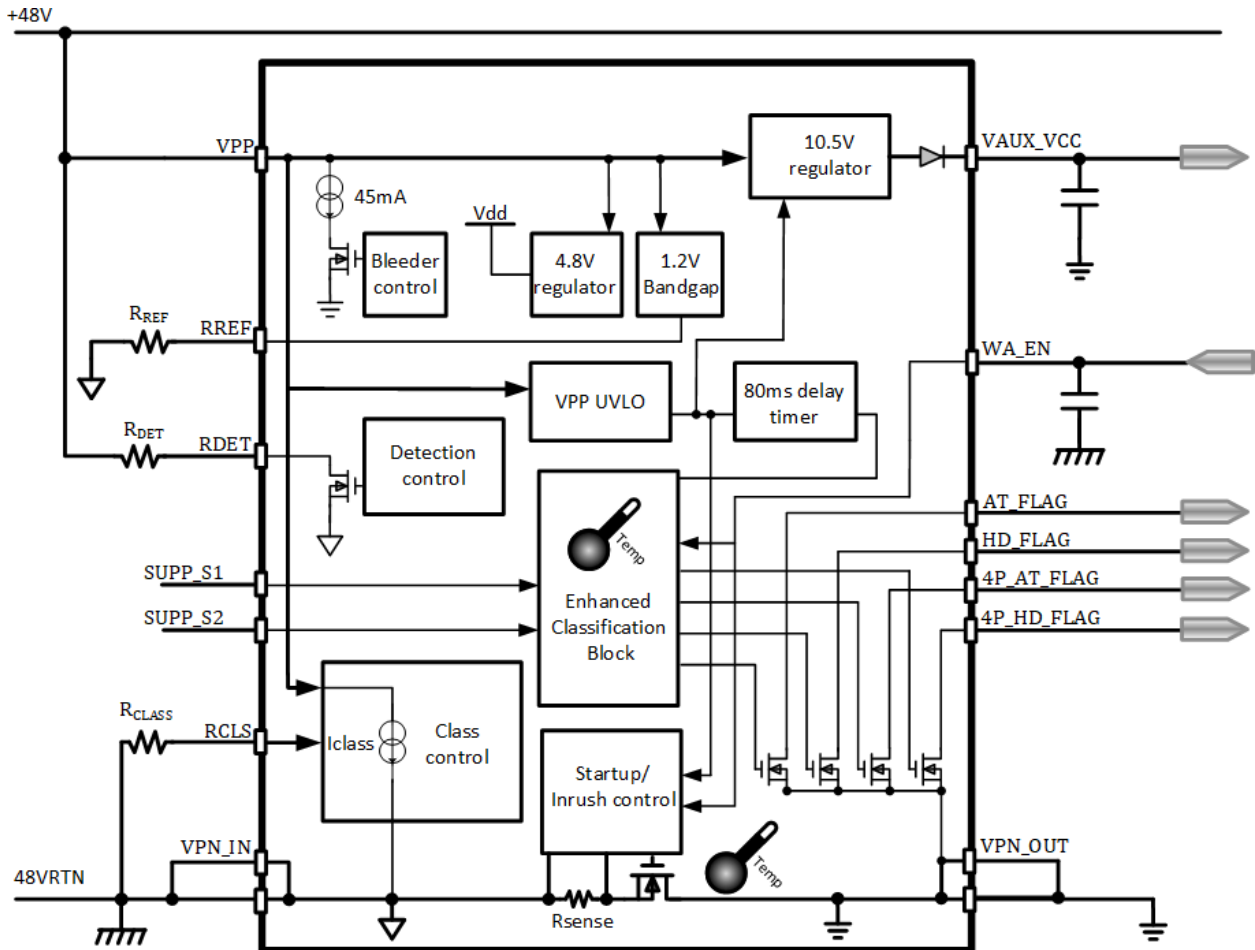 +48V
VPP
10.5V
regulator
VAUX_VCC
45mA
Vdd
Bleeder
control
4.8V
regulator
1.2V
Bandgap
RREF
RREF
WA_EN
VPP UVLO
80ms delay
timer
RDET
RDET
Detection
control
AT_FLAG
Temp
HD_FLAG
SUPP_S1
4P_AT_FLAG
Enhanced
Classification
Block
SUPP_S2
4P_HD_FLAG
RCLASS
RCLS
Iclass
Class
control
Startup/
Inrush control
VPN_IN
Temp
VPN_OUT
48VRTN
Rsense